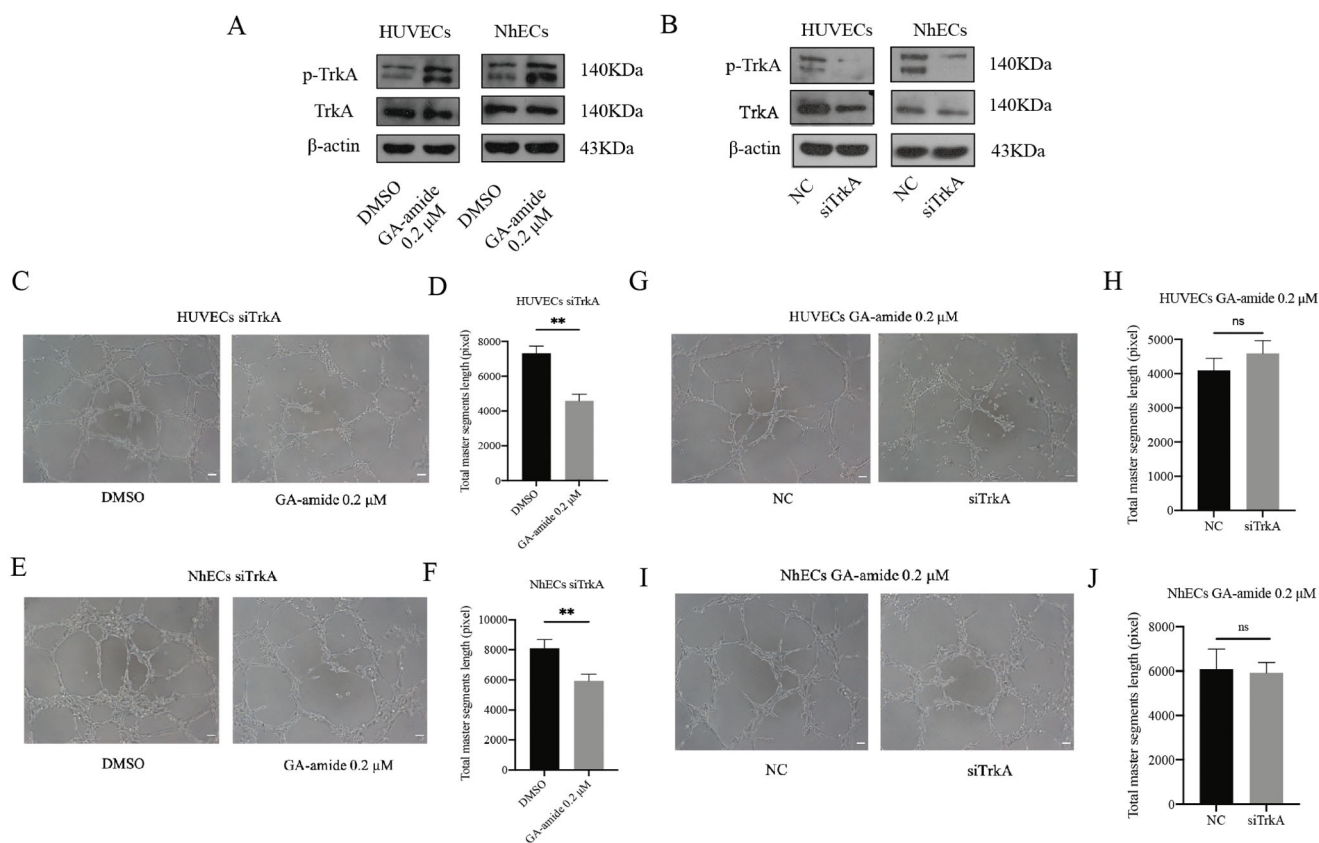 A
HUVECs NhECs
p-TrkA 140KDa
TrkA 140KDa
β-actin 43KDa
DMSO
GA-amide
0.2 μM
DMSO
GA-amide
0.2 μM
B
HUVECs NhECs
p-TrkA 140KDa
TrkA 140KDa
β-actin 43KDa
NC
siTrkA
NC
siTrkA
C
HUVECs siTrkA
DMSO GA-amide 0.2 μM
D
HUVECs siTrkA
**
Total master segments length (pixel)
8000
6000
4000
2000
0
DMSO
GA-amide 0.2 μM
E
NhECs siTrkA
DMSO GA-amide 0.2 μM
F
NhECs siTrkA
**
Total master segments length (pixel)
10000
8000
6000
4000
2000
0
DMSO
GA-amide 0.2 μM
G
HUVECs GA-amide 0.2 μM
NC siTrkA
H
HUVECs GA-amide 0.2 μM
ns
Total master segments length (pixel)
5000
4000
3000
2000
1000
0
NC siTrkA
I
NhECs GA-amide 0.2 μM
NC siTrkA
J
NhECs GA-amide 0.2 μM
ns
Total master segments length (pixel)
8000
6000
4000
2000
0
NC siTrkA